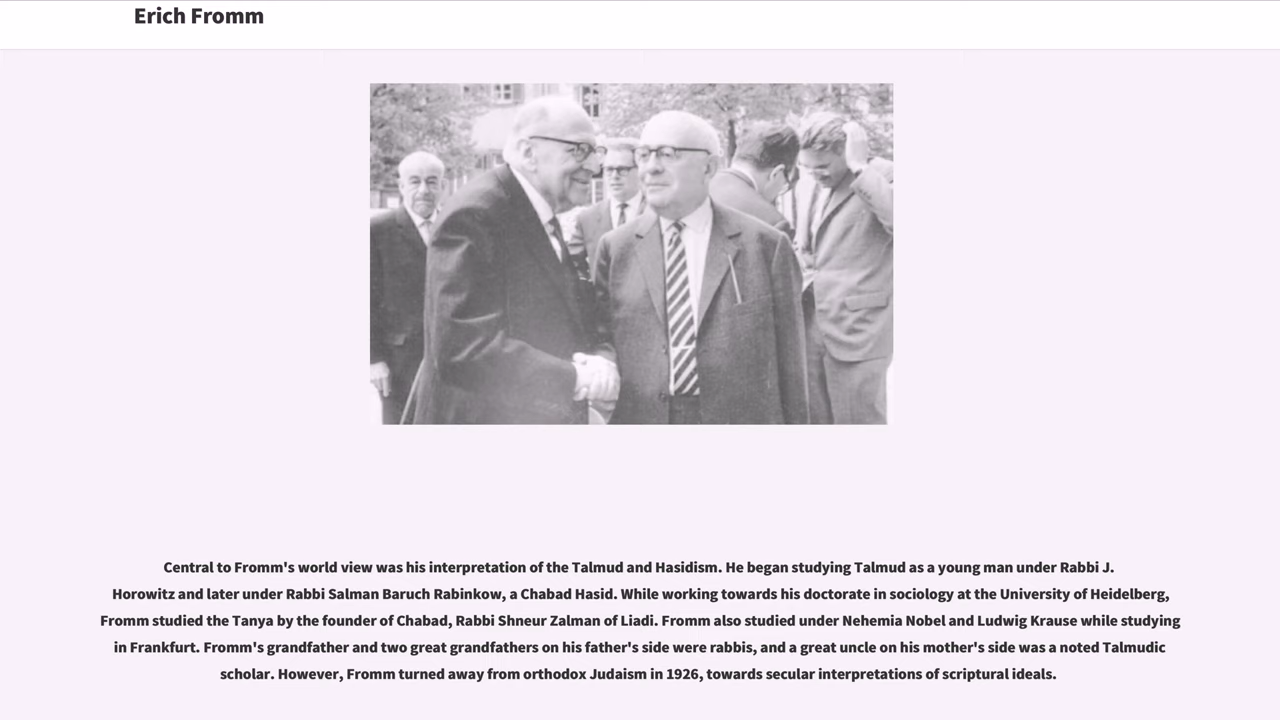 Erich Fromm
Central to Fromm's world view was his interpretation of the Talmud and Hasidism. He began studying Talmud as a young man under Rabbi J.
Horowitz and later under Rabbi Salman Baruch Rabinkow, a Chabad Hasid. While working towards his doctorate in sociology at the University of Heidelberg,
Fromm studied the Tanya by the founder of Chabad, Rabbi Shneur Zalman of Liadi. Fromm also studied under Nehemia Nobel and Ludwig Krause while studying
in Frankfurt. Fromm's grandfather and two great grandfathers on his father's side were rabbis, and a great uncle on his mother's side was a noted Talmudic
scholar. However, Fromm turned away from orthodox Judaism in 1926, towards secular interpretations of scriptural ideals.